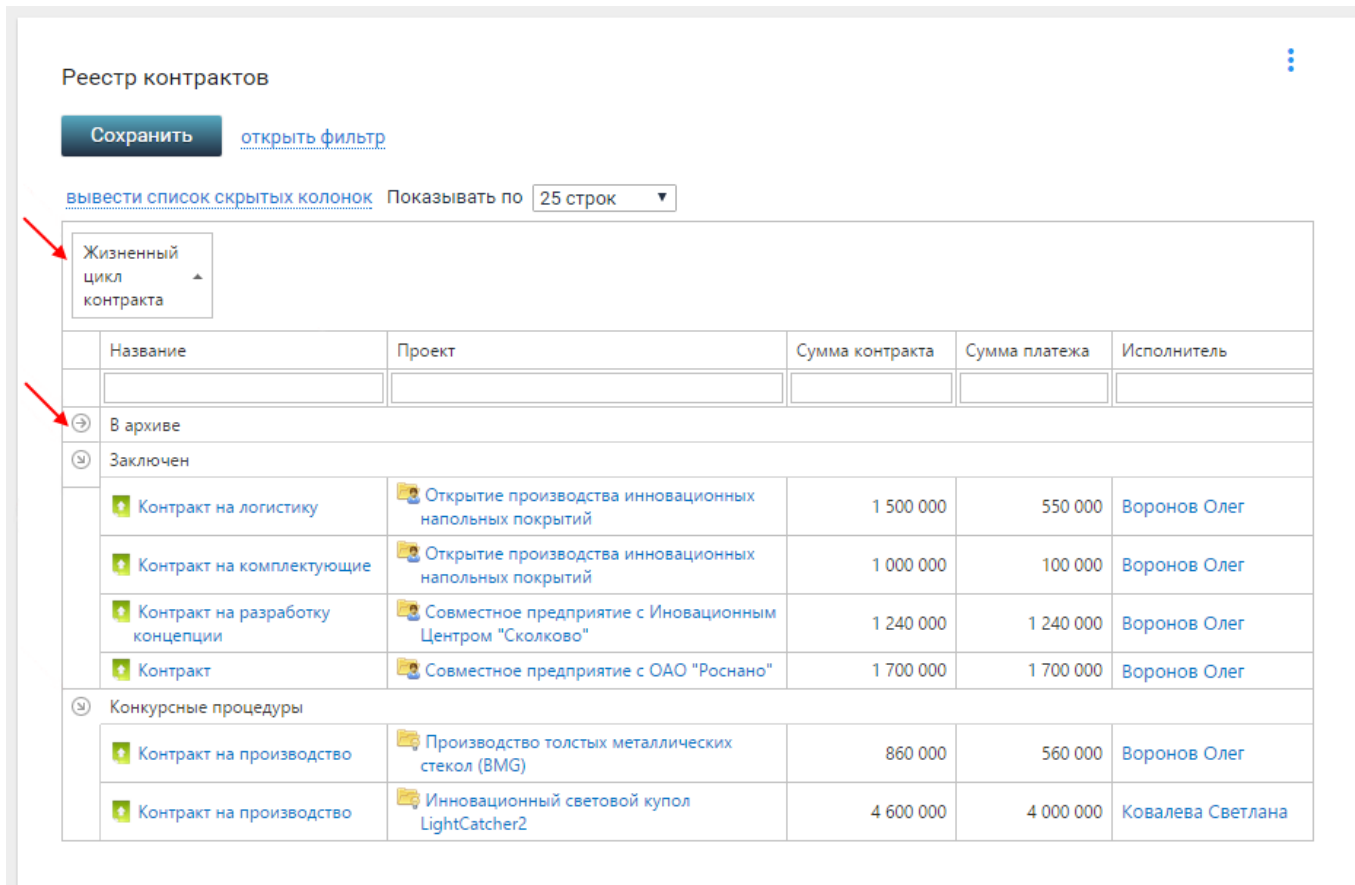 Реестр контрактов
Сохранить открыть фильтр
вывести список скрытых колонок Показывать по 25 строк
Жизненный
цикл
контракта
Название Проект Сумма контракта Сумма платежа Исполнитель
В архиве
Заключен
Контракт на логистику Открытие производства инновационных напольных покрытий 1 500 000 550 000 Воронов Олег
Контракт на комплектующие Открытие производства инновационных напольных покрытий 1 000 000 100 000 Воронов Олег
Контракт на разработку концепции Совместное предприятие с Иновационным Центром "Сколково" 1 240 000 1 240 000 Воронов Олег
Контракт Совместное предприятие с ОАО "Роснано" 1 700 000 1 700 000 Воронов Олег
Конкурсные процедуры
Контракт на производство Производство толстых металлических стекол (BMG) 860 000 560 000 Воронов Олег
Контракт на производство Инновационный световой купол LightCatcher2 4 600 000 4 000 000 Ковалева Светлана